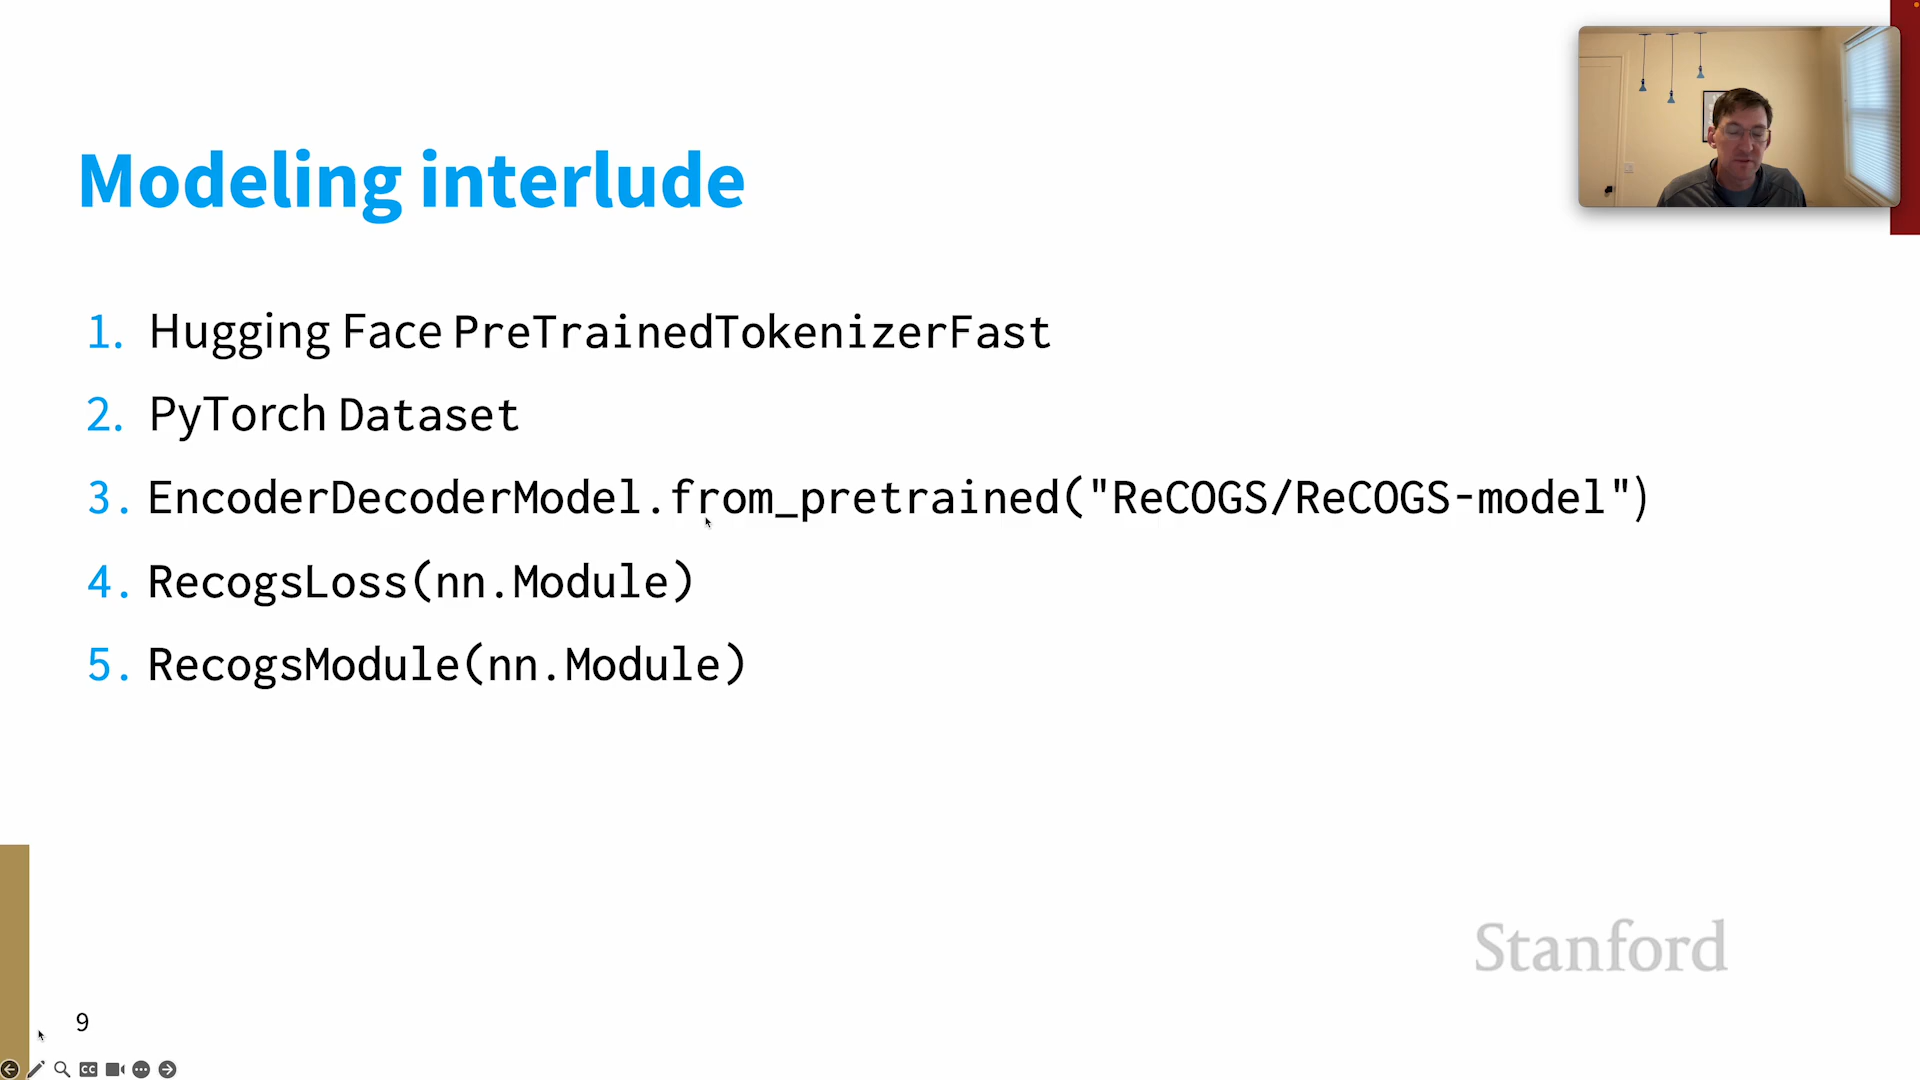 Modeling interlude
1. Hugging Face PreTrainedTokenizerFast
2. PyTorch Dataset
3. EncoderDecoderModel.from_pretrained("ReCOGS/ReCOGS-model")
4. RecogsLoss(nn.Module)
5. RecogsModule(nn.Module)
Stanford
9
CC